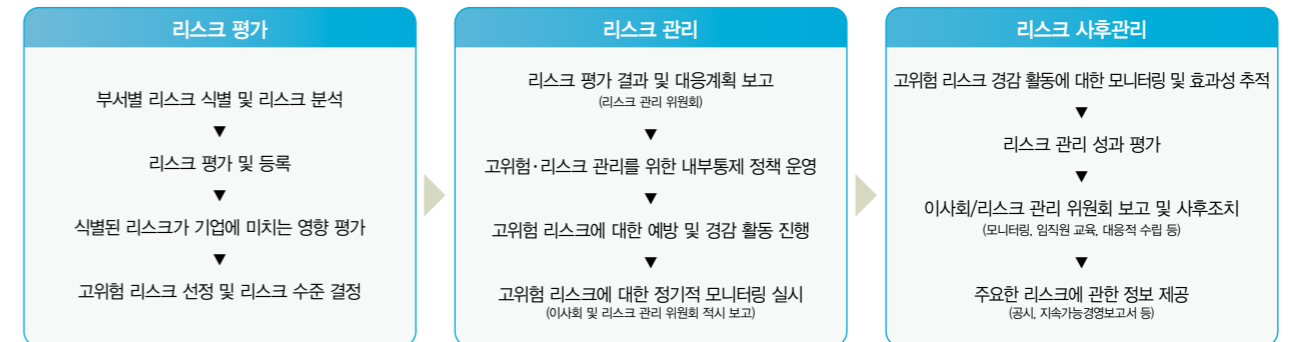 리스크 평가
부서별 리스크 식별 및 리스크 분석
▼
리스크 평가 및 등록
▼
식별된 리스크가 기업에 미치는 영향 평가
▼
고위험 리스크 선정 및 리스크 수준 결정
리스크 관리
리스크 평가 결과 및 대응계획 보고
(리스크 관리 위원회)
▼
고위험·리스크 관리를 위한 내부통제 정책 운영
▼
고위험 리스크에 대한 예방 및 경감 활동 진행
▼
고위험 리스크에 대한 정기적 모니터링 실시
(이사회 및 리스크 관리 위원회 적시 보고)
리스크 사후관리
고위험 리스크 경감 활동에 대한 모니터링 및 효과성 추적
▼
리스크 관리 성과 평가
▼
이사회/리스크 관리 위원회 보고 및 사후조치
(모니터링, 임직원 교육, 대응적 수립 등)
▼
주요한 리스크에 관한 정보 제공
(공시, 지속가능경영보고서 등)